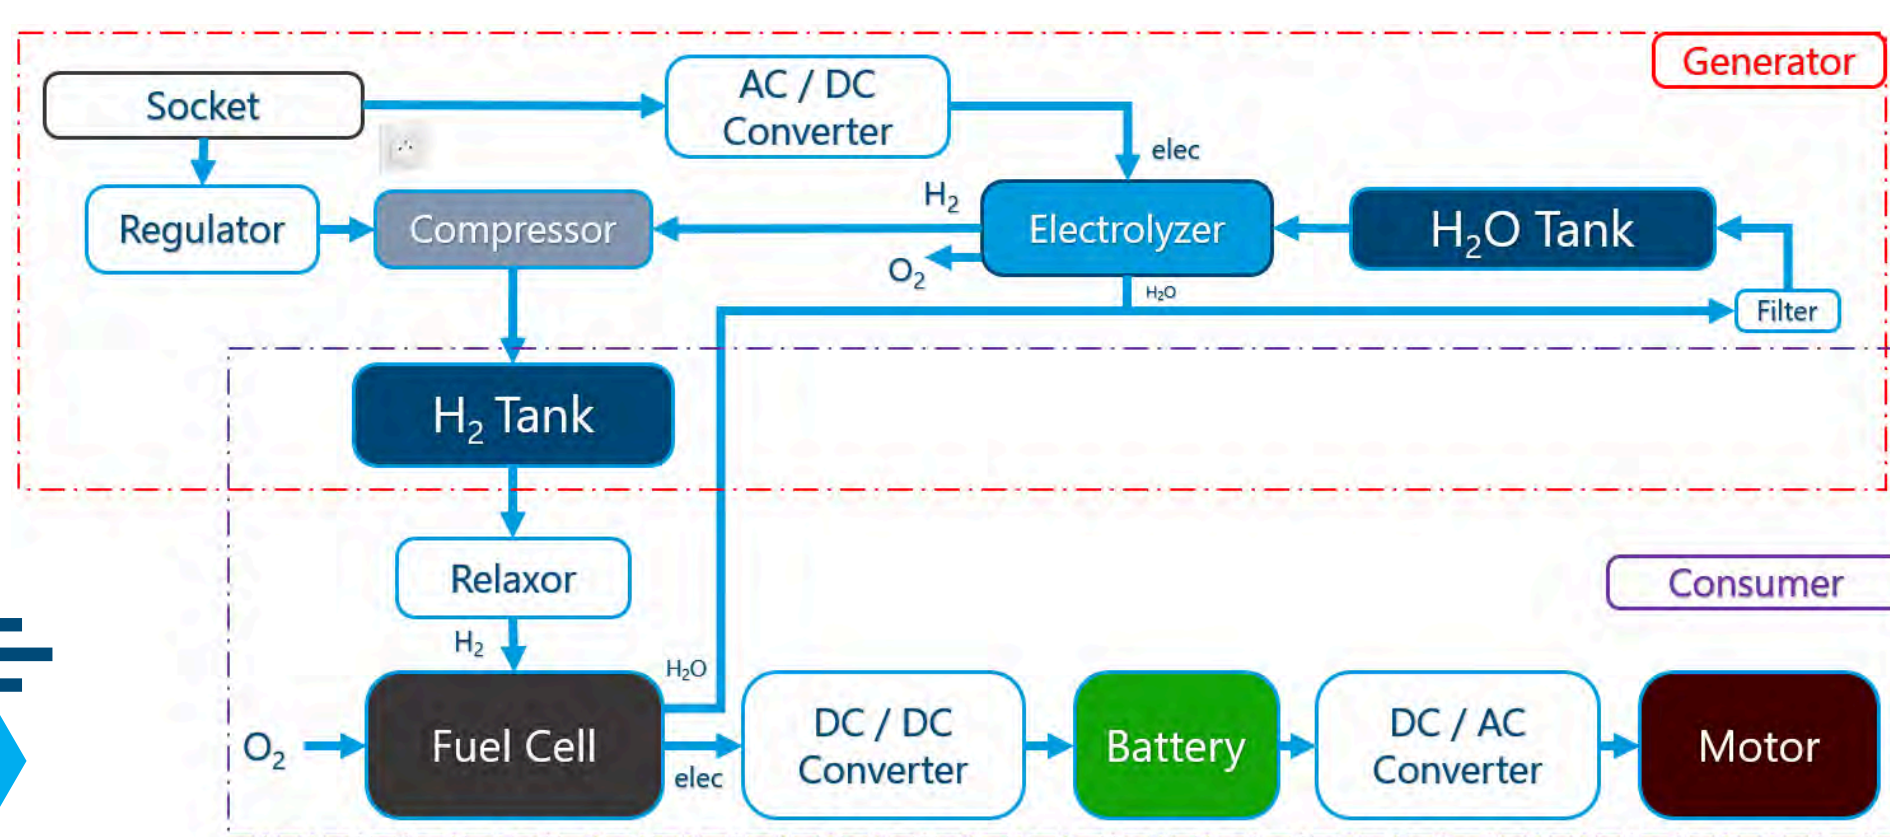 Generator
Socket
AC / DC
Converter
elec
H₂
Regulator
Compressor
Electrolyzer
H₂O Tank
O₂
H₂O
Filter
H₂ Tank
Relaxor
Consumer
H₂
H₂O
O₂
Fuel Cell
elec
DC / DC
Converter
Battery
DC / AC
Converter
Motor